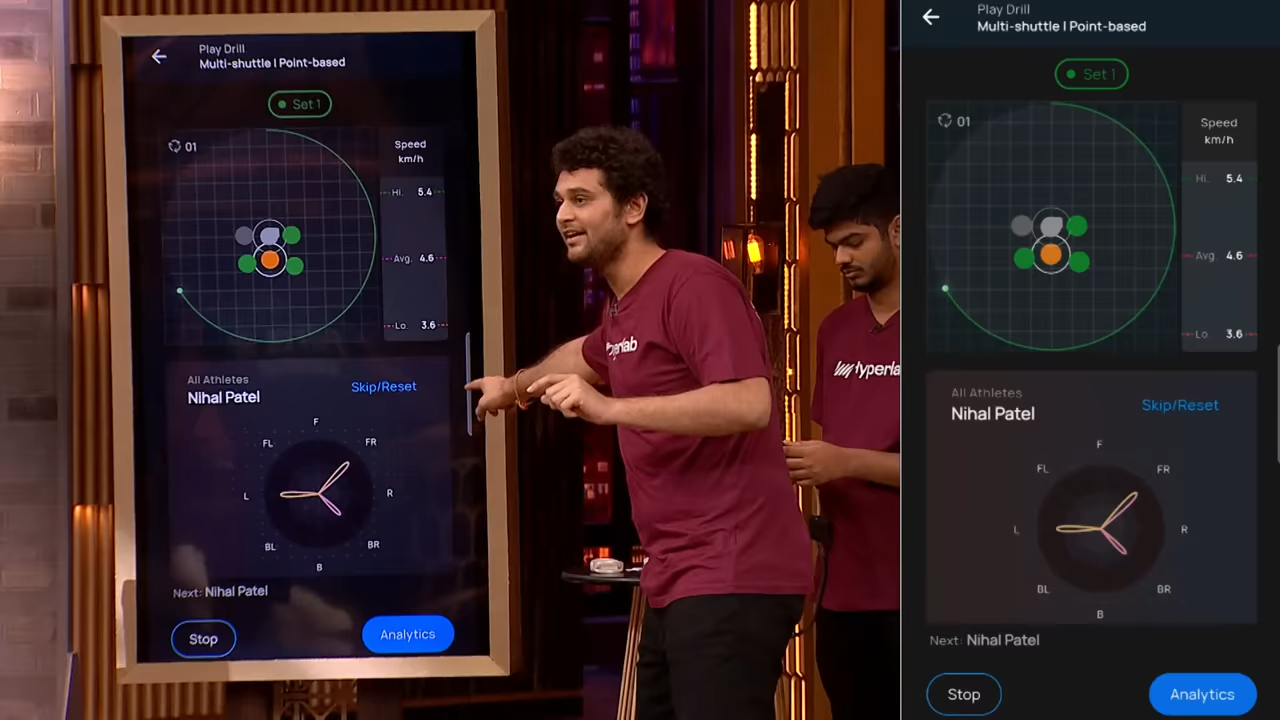 Play Drill
Multi-shuttle | Point-based
Set 1
01
Speed
km/h
Hi. 5.4
Avg. 4.6
Lo. 3.6
All Athletes
Nihal Patel
Skip/Reset
F
FL
FR
L
R
BL
BR
B
Next: Nihal Patel
Stop
Analytics
Hyperlab
Play Drill
Multi-shuttle | Point-based
Set 1
01
Speed
km/h
Hi. 5.4
Avg. 4.6
Lo. 3.6
All Athletes
Nihal Patel
Skip/Reset
F
FL
FR
L
R
BL
BR
B
Next: Nihal Patel
Stop
Analytics